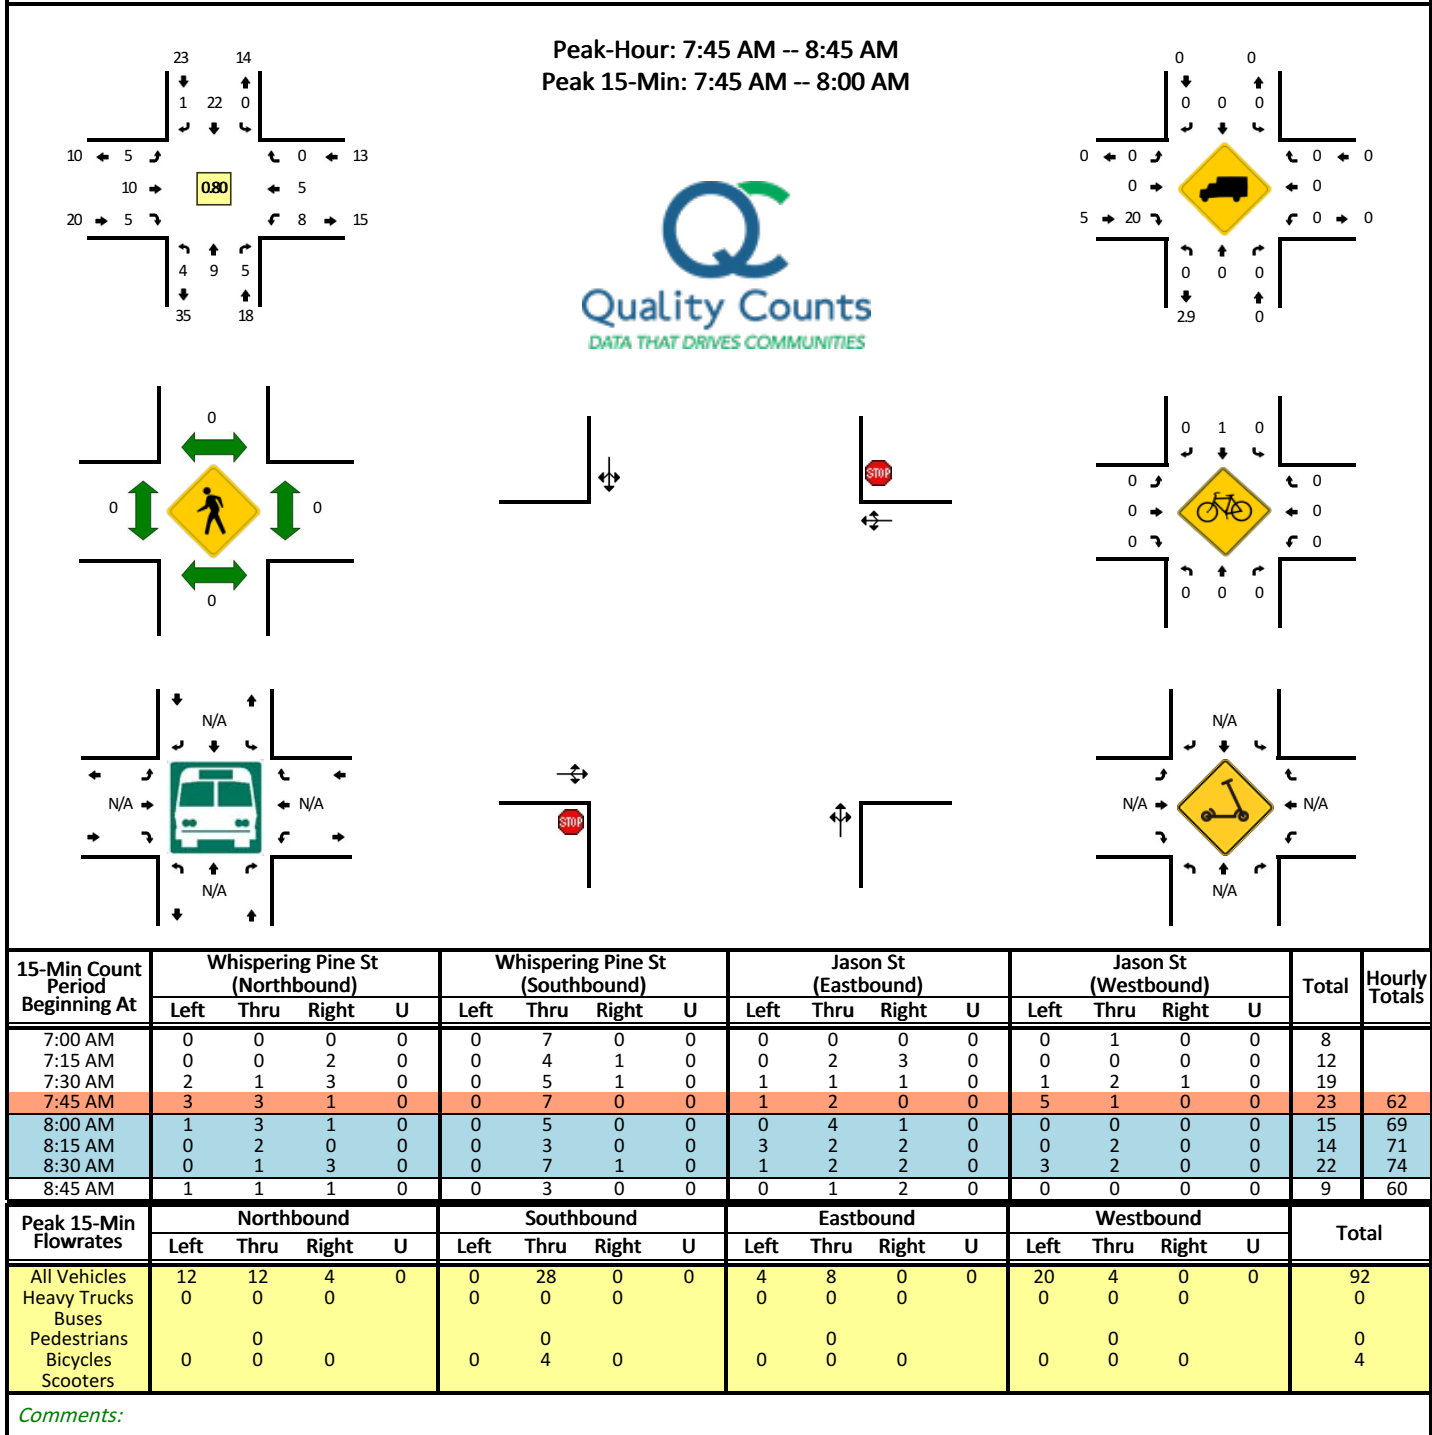 Peak-Hour: 7:45 AM -- 8:45 AM
Peak 15-Min: 7:45 AM -- 8:00 AM
23 14
1 22 0
10 5 0 13
10 0.80 5
20 5 8 15
4 9 5
35 18
Quality Counts
DATA THAT DRIVES COMMUNITIES
0 0
0 0 0
0 0 0 0
0 0
5 20 0 0
0 0 0
2.9 0
0
0 0
0
STOP
STOP
0 1 0
0 0
0 0
0 0
0 0 0
N/A
N/A N/A
N/A
N/A
N/A N/A
N/A
15-Min Count Period Beginning At Whispering Pine St (Northbound) Whispering Pine St (Southbound) Jason St (Eastbound) Jason St (Westbound) Total Hourly Totals
Left Thru Right U Left Thru Right U Left Thru Right U Left Thru Right U
7:00 AM 0 0 0 0 0 7 0 0 0 0 0 0 0 1 0 0 8
7:15 AM 0 0 2 0 0 4 1 0 0 2 3 0 0 0 0 0 12
7:30 AM 2 1 3 0 0 5 1 0 1 1 1 0 1 2 1 0 19
7:45 AM 3 3 1 0 0 7 0 0 1 2 0 0 5 1 0 0 23 62
8:00 AM 1 3 1 0 0 5 0 0 0 4 1 0 0 0 0 0 15 69
8:15 AM 0 2 0 0 0 3 0 0 3 2 2 0 0 2 0 0 14 71
8:30 AM 0 1 3 0 0 7 1 0 1 2 2 0 3 2 0 0 22 74
8:45 AM 1 1 1 0 0 3 0 0 0 1 2 0 0 0 0 0 9 60
Peak 15-Min Flowrates Northbound Southbound Eastbound Westbound Total
Left Thru Right U Left Thru Right U Left Thru Right U Left Thru Right U
All Vehicles 12 12 4 0 0 28 0 0 4 8 0 0 20 4 0 0 92
Heavy Trucks 0 0 0 0 0 0 0 0 0 0 0 0 0
Buses
Pedestrians 0 0 0 0 0
Bicycles 0 0 0 0 4 0 0 0 0 0 0 0 4
Scooters
Comments: